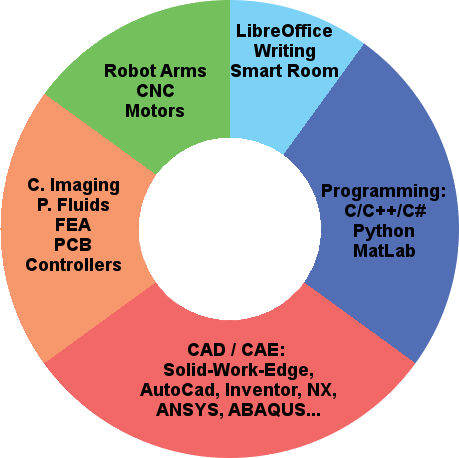 LibreOffice
Writing
Smart Room
Programming:
C/C++/C#
Python
MatLab
CAD / CAE:
Solid-Work-Edge,
AutoCad, Inventor, NX,
ANSYS, ABAQUS...
C. Imaging
P. Fluids
FEA
PCB
Controllers
Robot Arms
CNC
Motors